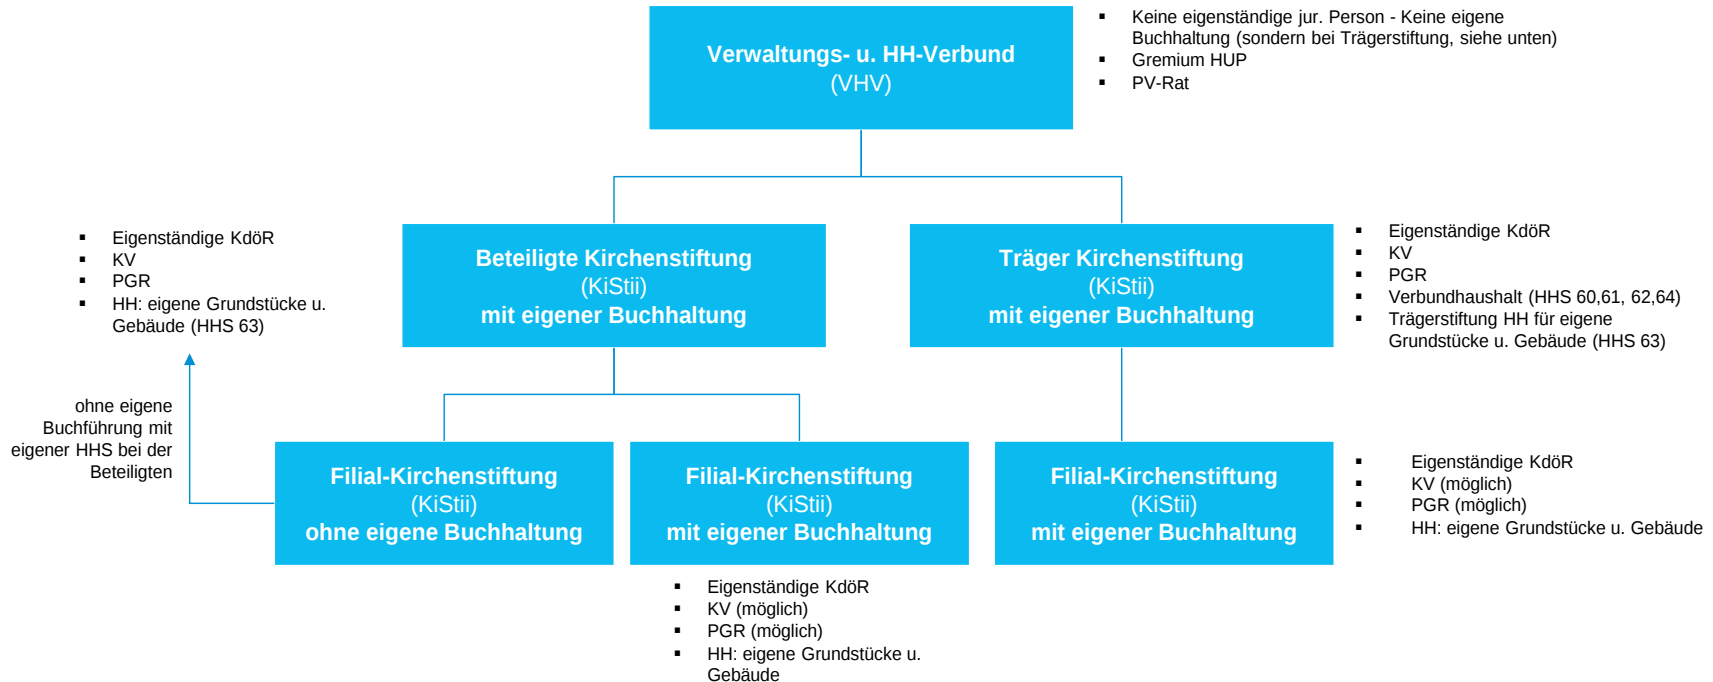 Verwaltungs- u. HH-Verbund
(VHV)
▪ Keine eigenständige jur. Person - Keine eigene
Buchhaltung (sondern bei Trägerstiftung, siehe unten)
▪ Gremium HUP
▪ PV-Rat
▪ Eigenständige KdöR
▪ KV
▪ PGR
▪ HH: eigene Grundstücke u.
Gebäude (HHS 63)
Beteiligte Kirchenstiftung
(KiStii)
mit eigener Buchhaltung
Träger Kirchenstiftung
(KiStii)
mit eigener Buchhaltung
▪ Eigenständige KdöR
▪ KV
▪ PGR
▪ Verbundhaushalt (HHS 60,61, 62,64)
▪ Trägerstiftung HH für eigene
Grundstücke u. Gebäude (HHS 63)
ohne eigene
Buchführung mit
eigener HHS bei der
Beteiligten
Filial-Kirchenstiftung
(KiStii)
ohne eigene Buchhaltung
Filial-Kirchenstiftung
(KiStii)
mit eigener Buchhaltung
Filial-Kirchenstiftung
(KiStii)
mit eigener Buchhaltung
▪ Eigenständige KdöR
▪ KV (möglich)
▪ PGR (möglich)
▪ HH: eigene Grundstücke u. Gebäude
▪ Eigenständige KdöR
▪ KV (möglich)
▪ PGR (möglich)
▪ HH: eigene Grundstücke u.
Gebäude